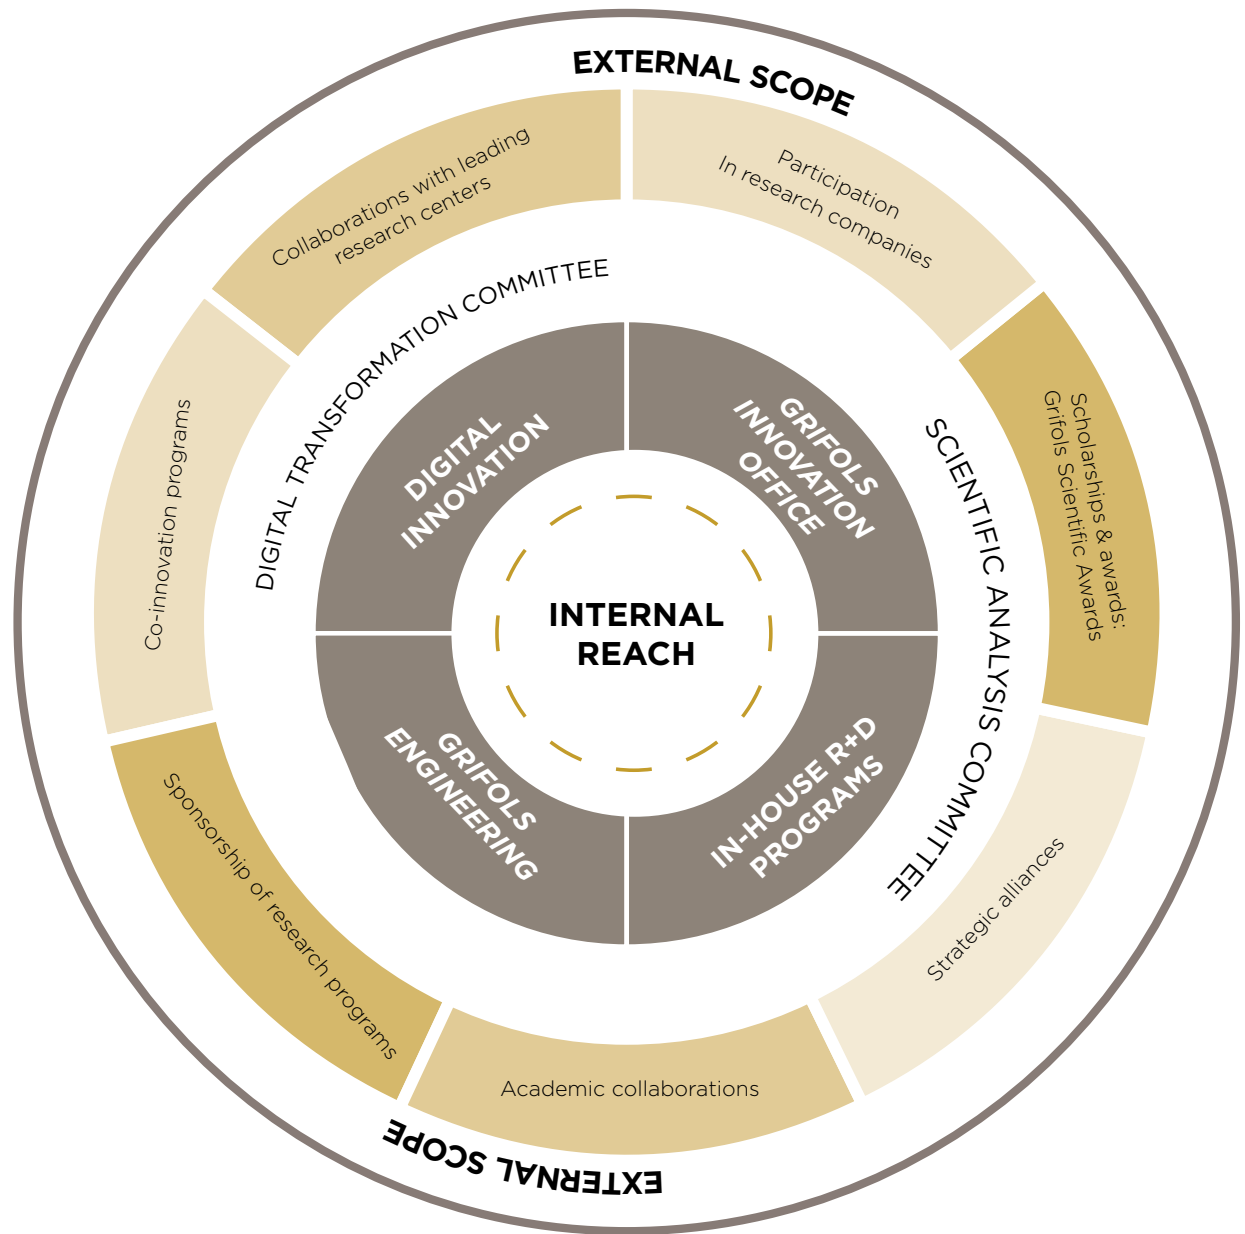 EXTERNAL SCOPE
Collaborations with leading
research centers
Participation
In research companies
Scholarships & awards:
Grifols Scientific Awards
Strategic alliances
Academic collaborations
Sponsorship of research programs
Co-innovation programs
DIGITAL TRANSFORMATION COMMITTEE
SCIENTIFIC ANALYSIS COMMITTEE
DIGITAL
INNOVATION
GRIFOLS
INNOVATION
OFFICE
IN-HOUSE R+D
PROGRAMS
GRIFOLS
ENGINEERING
INTERNAL
REACH
EXTERNAL SCOPE